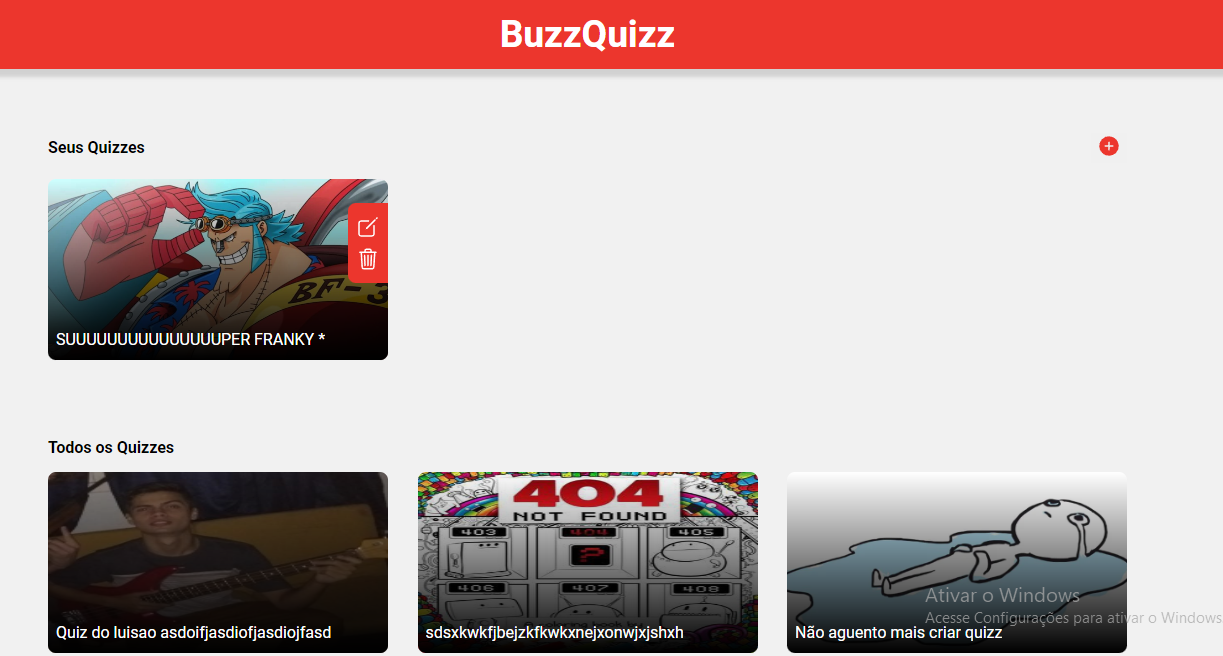 BuzzQuizz
Seus Quizzes
BF-3
SUUUUUUUUUUUUUUUPER FRANKY *
Todos os Quizzes
404
NOT FOUND
403 404 405
?
406 407 408
Quiz do luisao asdoifjasdiofjasdiojfasd
sdsxkwkfjbejzkfkwkxnejxonwjxjshxh
Não aguento mais criar quizz
Ativar o Windows
Acesse Configurações para ativar o Windows